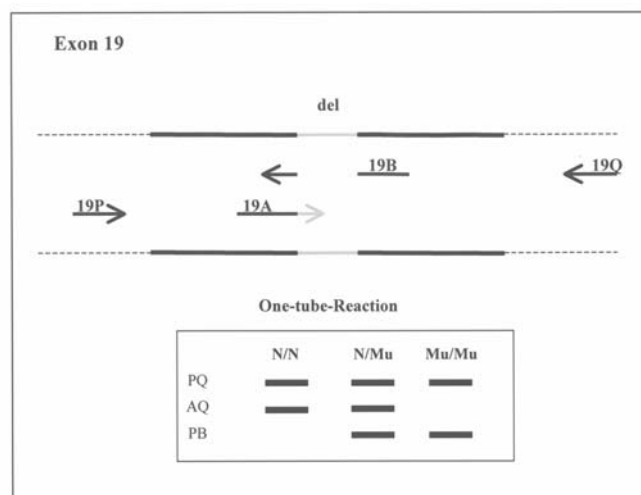 Exon 19
del
19B 19Q
19P 19A
One-tube-Reaction
N/N N/Mu Mu/Mu
PQ
AQ
PB